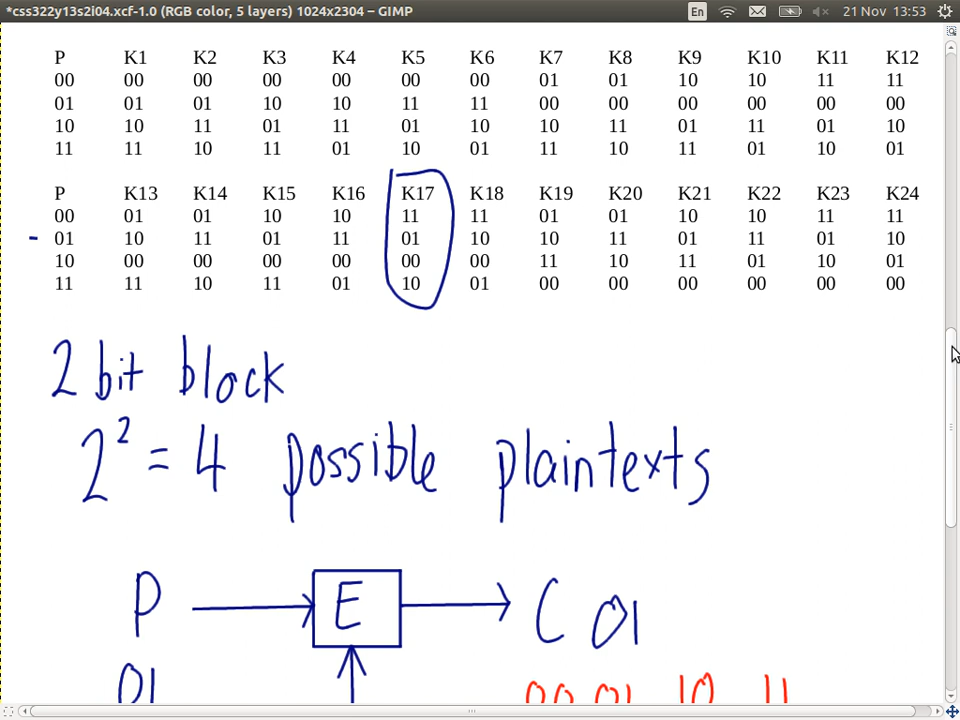 *css322y13s2i04.xcf-1.0 (RGB color, 5 layers) 1024x2304 – GIMP En 21 Nov 13:53
P K1 K2 K3 K4 K5 K6 K7 K8 K9 K10 K11 K12
00 00 00 00 00 00 00 01 01 10 10 11 11
01 01 01 10 10 11 11 00 00 00 00 00 00
10 10 11 01 11 01 10 10 11 01 11 01 10
11 11 10 11 01 10 01 11 10 11 01 10 01
P K13 K14 K15 K16 K17 K18 K19 K20 K21 K22 K23 K24
00 01 01 10 10 11 11 01 01 10 10 11 11
- 01 10 11 01 11 01 10 10 11 01 11 01 10
10 00 00 00 00 00 00 11 10 11 01 10 01
11 11 10 11 01 10 01 00 00 00 00 00 00
2 bit block
2² = 4 possible plaintexts
P E C 01
01 00 01 10 11